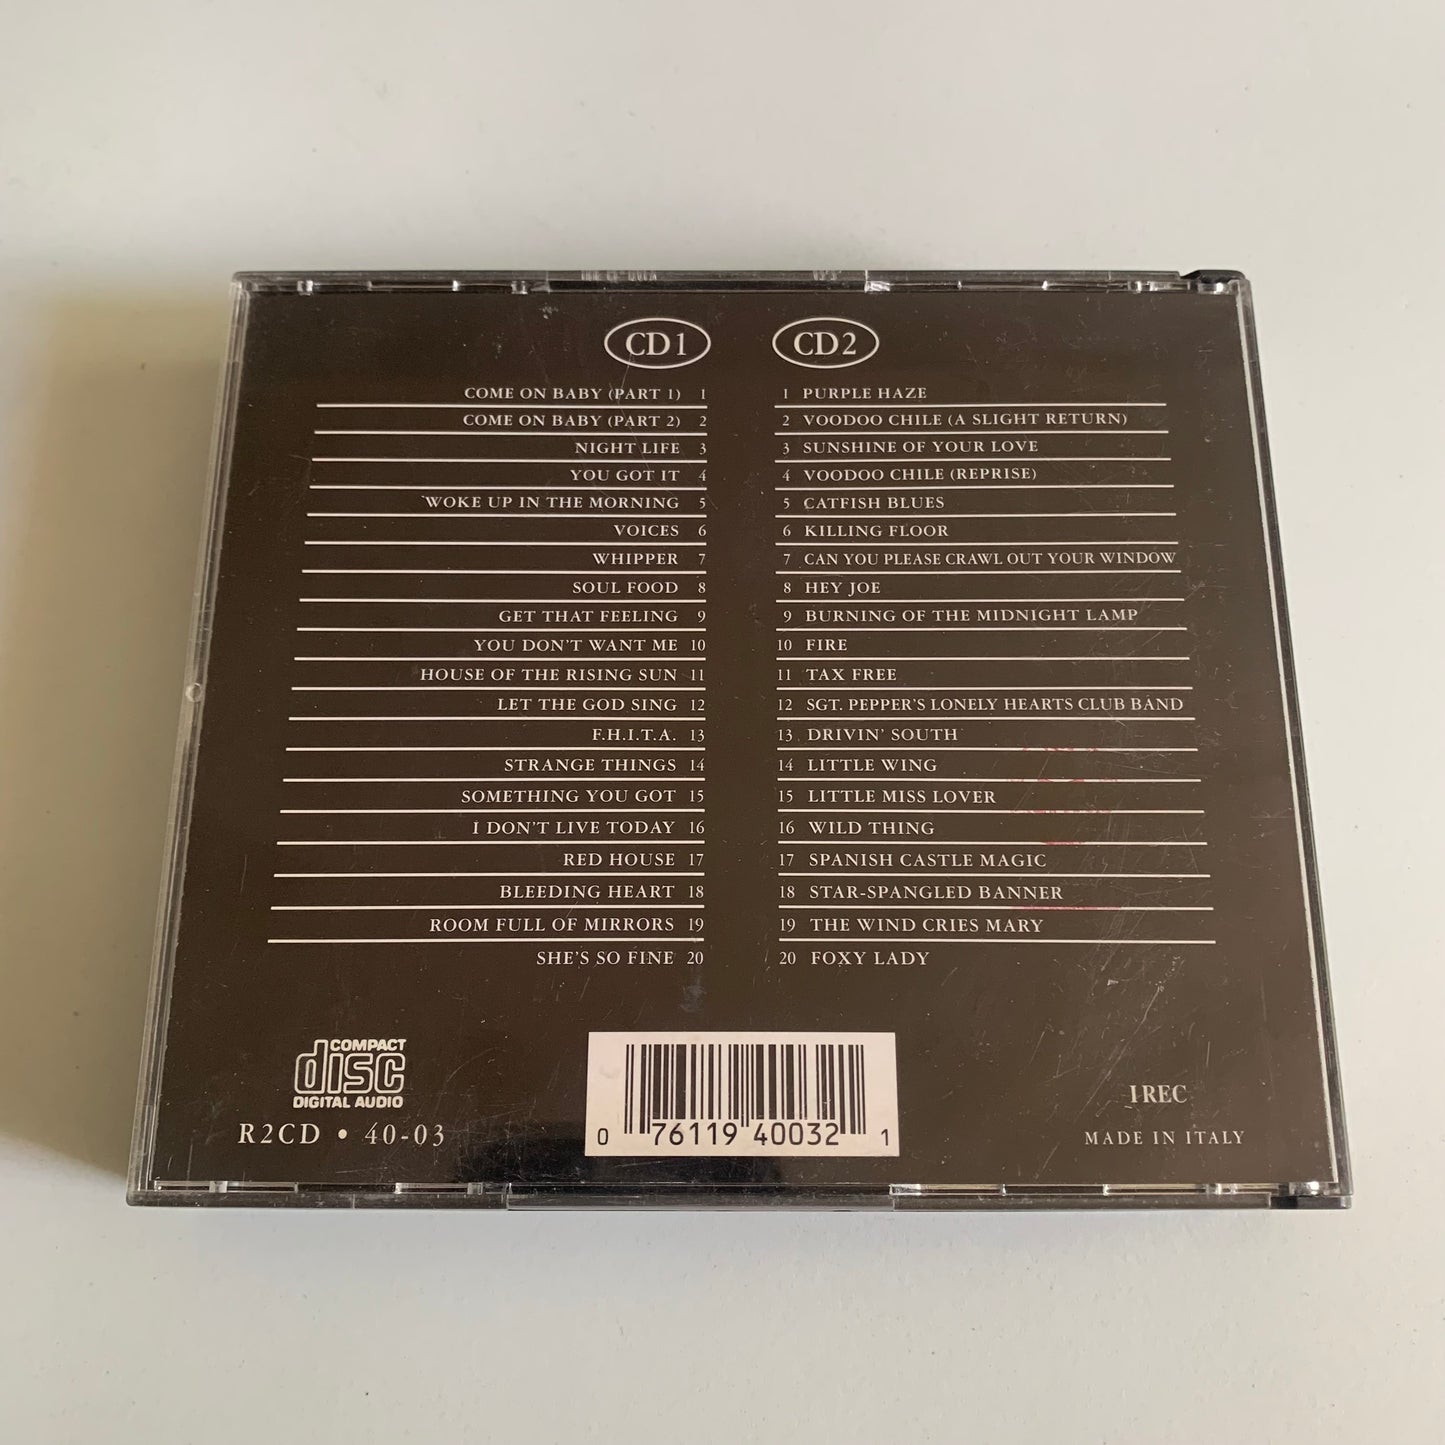 CD 1
COME ON BABY (PART 1) 1
COME ON BABY (PART 2) 2
NIGHT LIFE 3
YOU GOT IT 4
WOKE UP IN THE MORNING 5
VOICES 6
WHIPPER 7
SOUL FOOD 8
GET THAT FEELING 9
YOU DON'T WANT ME 10
HOUSE OF THE RISING SUN 11
LET THE GOD SING 12
F.H.I.T.A. 13
STRANGE THINGS 14
SOMETHING YOU GOT 15
I DON'T LIVE TODAY 16
RED HOUSE 17
BLEEDING HEART 18
ROOM FULL OF MIRRORS 19
SHE'S SO FINE 20
CD 2
1 PURPLE HAZE
2 VOODOO CHILE (A SLIGHT RETURN)
3 SUNSHINE OF YOUR LOVE
4 VOODOO CHILE (REPRISE)
5 CATFISH BLUES
6 KILLING FLOOR
7 CAN YOU PLEASE CRAWL OUT YOUR WINDOW
8 HEY JOE
9 BURNING OF THE MIDNIGHT LAMP
10 FIRE
11 TAX FREE
12 SGT. PEPPER'S LONELY HEARTS CLUB BAND
13 DRIVIN' SOUTH
14 LITTLE WING
15 LITTLE MISS LOVER
16 WILD THING
17 SPANISH CASTLE MAGIC
18 STAR-SPANGLED BANNER
19 THE WIND CRIES MARY
20 FOXY LADY
COMPACT
disc
DIGITAL AUDIO
R2CD • 40-03
0 76119 40032 1
IREC
MADE IN ITALY